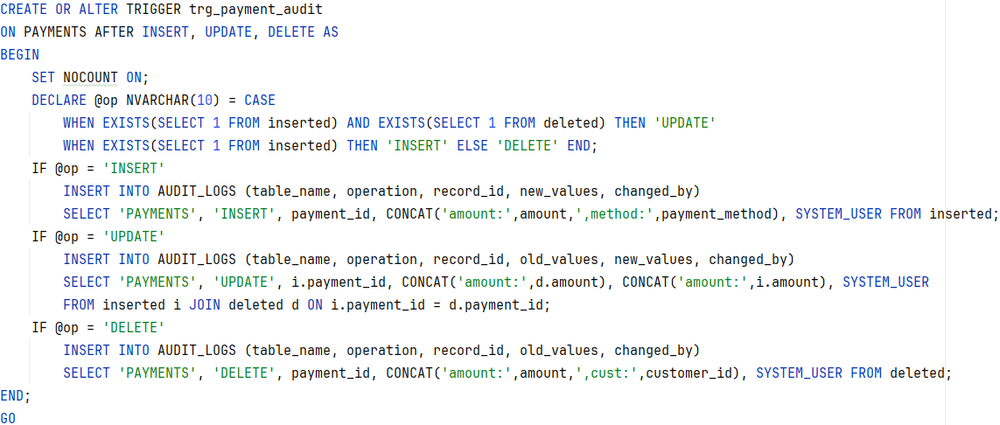 CREATE OR ALTER TRIGGER trg_payment_audit
ON PAYMENTS AFTER INSERT, UPDATE, DELETE AS
BEGIN
    SET NOCOUNT ON;
    DECLARE @op NVARCHAR(10) = CASE
        WHEN EXISTS(SELECT 1 FROM inserted) AND EXISTS(SELECT 1 FROM deleted) THEN 'UPDATE'
        WHEN EXISTS(SELECT 1 FROM inserted) THEN 'INSERT' ELSE 'DELETE' END;
    IF @op = 'INSERT'
        INSERT INTO AUDIT_LOGS (table_name, operation, record_id, new_values, changed_by)
        SELECT 'PAYMENTS', 'INSERT', payment_id, CONCAT('amount:',amount,',method:',payment_method), SYSTEM_USER FROM inserted;
    IF @op = 'UPDATE'
        INSERT INTO AUDIT_LOGS (table_name, operation, record_id, old_values, new_values, changed_by)
        SELECT 'PAYMENTS', 'UPDATE', i.payment_id, CONCAT('amount:',d.amount), CONCAT('amount:',i.amount), SYSTEM_USER
        FROM inserted i JOIN deleted d ON i.payment_id = d.payment_id;
    IF @op = 'DELETE'
        INSERT INTO AUDIT_LOGS (table_name, operation, record_id, old_values, changed_by)
        SELECT 'PAYMENTS', 'DELETE', payment_id, CONCAT('amount:',amount,',cust:',customer_id), SYSTEM_USER FROM deleted;
END;
GO